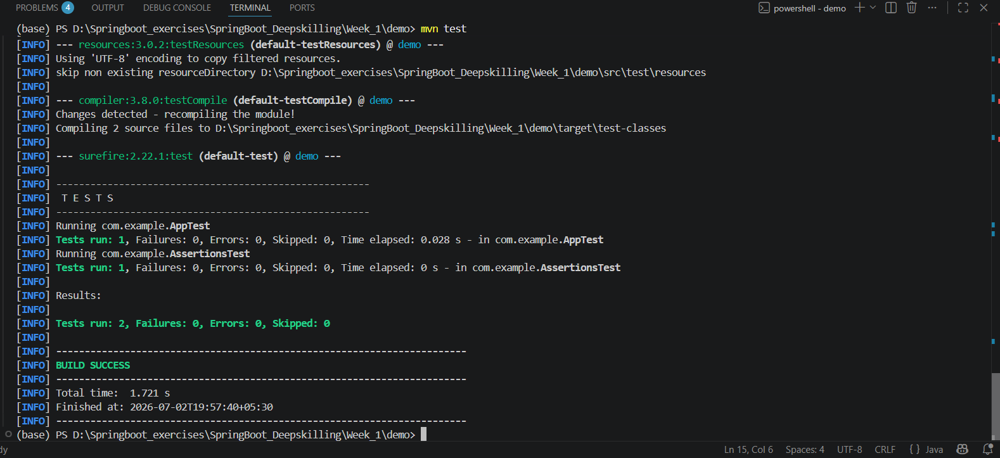 PROBLEMS 4 OUTPUT DEBUG CONSOLE TERMINAL PORTS powershell - demo
(base) PS D:\Springboot_exercises\SpringBoot_Deepskilling\Week_1\demo> mvn test
[INFO] --- resources:3.0.2:testResources (default-testResources) @ demo ---
[INFO] Using 'UTF-8' encoding to copy filtered resources.
[INFO] skip non existing resourceDirectory D:\Springboot_exercises\SpringBoot_Deepskilling\Week_1\demo\src\test\resources
[INFO]
[INFO] --- compiler:3.8.0:testCompile (default-testCompile) @ demo ---
[INFO] Changes detected - recompiling the module!
[INFO] Compiling 2 source files to D:\Springboot_exercises\SpringBoot_Deepskilling\Week_1\demo\target\test-classes
[INFO]
[INFO] --- surefire:2.22.1:test (default-test) @ demo ---
[INFO]
[INFO] -------------------------------------------------------
[INFO]  T E S T S
[INFO] -------------------------------------------------------
[INFO] Running com.example.AppTest
[INFO] Tests run: 1, Failures: 0, Errors: 0, Skipped: 0, Time elapsed: 0.028 s - in com.example.AppTest
[INFO] Running com.example.AssertionsTest
[INFO] Tests run: 1, Failures: 0, Errors: 0, Skipped: 0, Time elapsed: 0 s - in com.example.AssertionsTest
[INFO]
[INFO] Results:
[INFO]
[INFO] Tests run: 2, Failures: 0, Errors: 0, Skipped: 0
[INFO]
[INFO] ------------------------------------------------------------------------
[INFO] BUILD SUCCESS
[INFO] ------------------------------------------------------------------------
[INFO] Total time:  1.721 s
[INFO] Finished at: 2026-07-02T19:57:40+05:30
[INFO] ------------------------------------------------------------------------
(base) PS D:\Springboot_exercises\SpringBoot_Deepskilling\Week_1\demo>
dy Ln 15, Col 6 Spaces: 4 UTF-8 CRLF {} Java